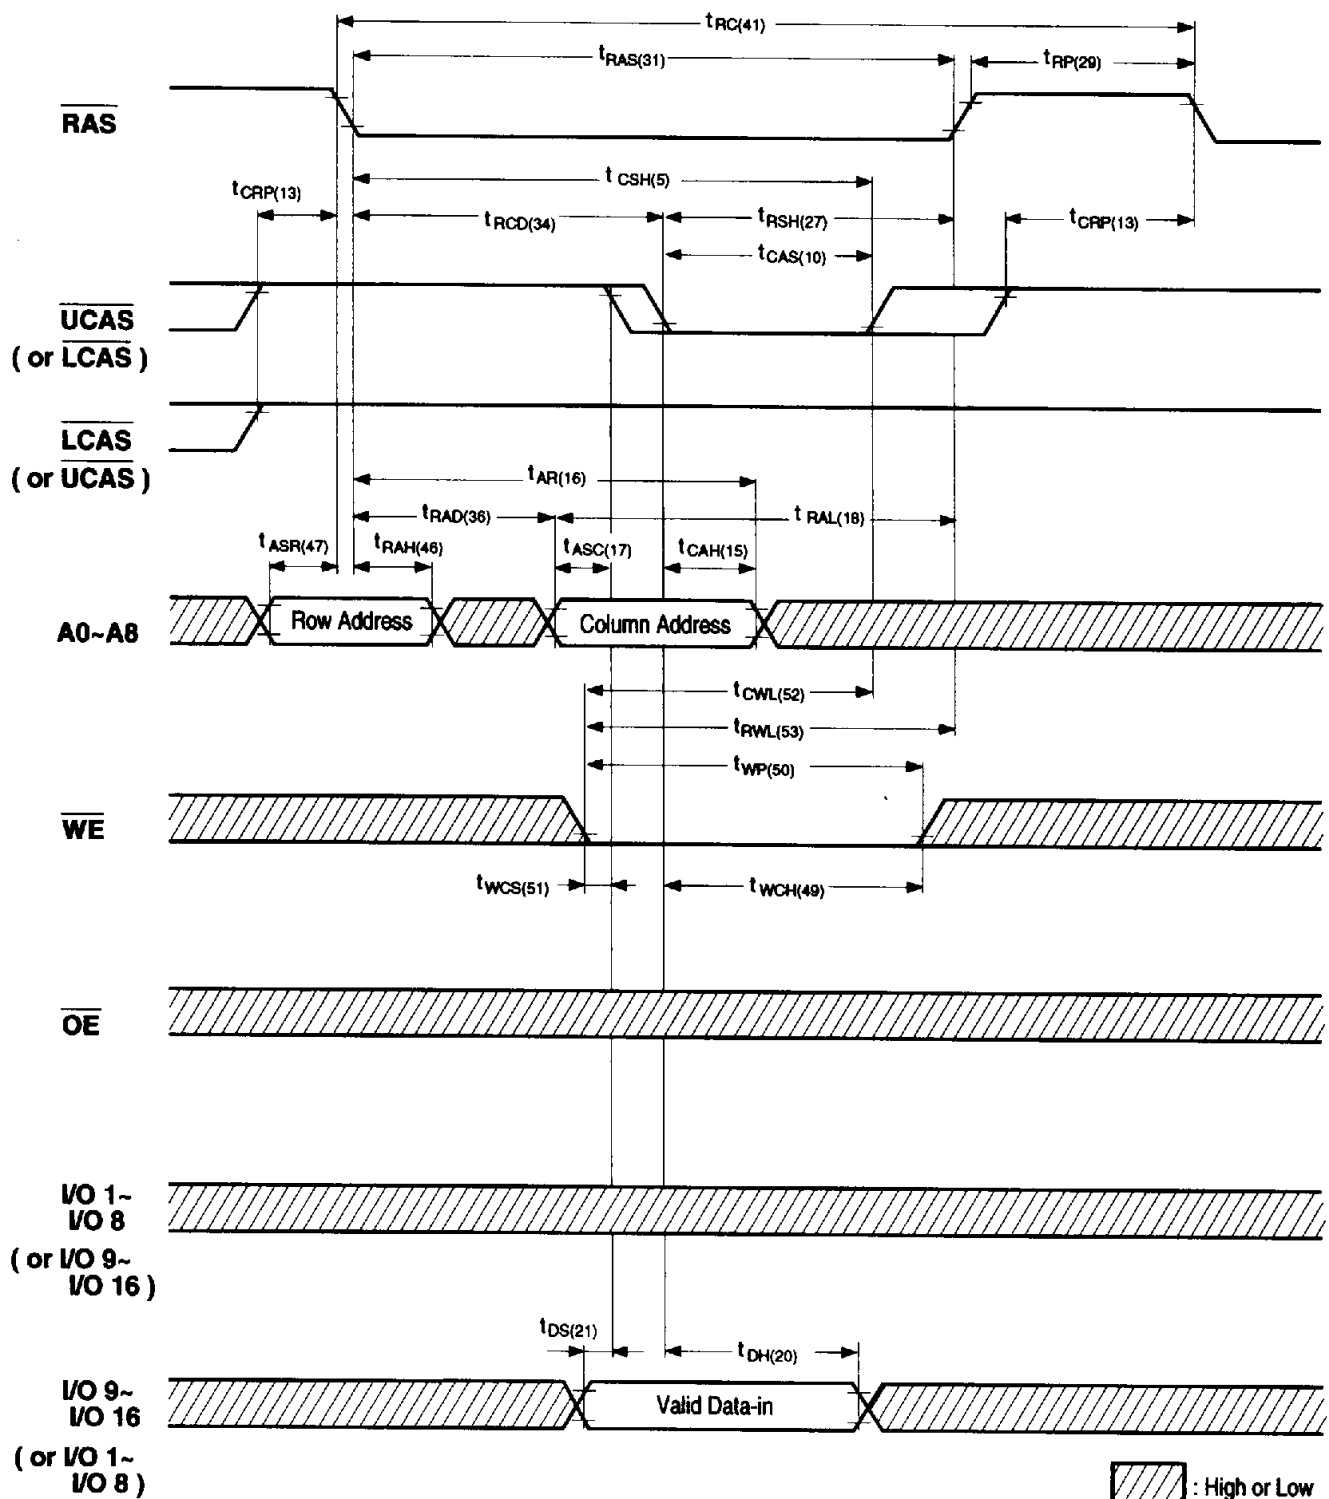 tRC(41)
tRAS(31)
tRP(29)
RAS
tCSH(5)
tCRP(13)
tRCD(34)
tRSH(27)
tCRP(13)
tCAS(10)
UCAS
( or LCAS )
LCAS
( or UCAS )
tAR(16)
tRAD(36)
tRAL(18)
tASR(47)
tRAH(46)
tASC(17)
tCAH(15)
A0~A8
Row Address
Column Address
tCWL(52)
tRWL(53)
tWP(50)
WE
tWCS(51)
tWCH(49)
OE
I/O 1~
I/O 8
( or I/O 9~
I/O 16 )
tDS(21)
tDH(20)
I/O 9~
I/O 16
Valid Data-in
( or I/O 1~
I/O 8 )
: High or Low